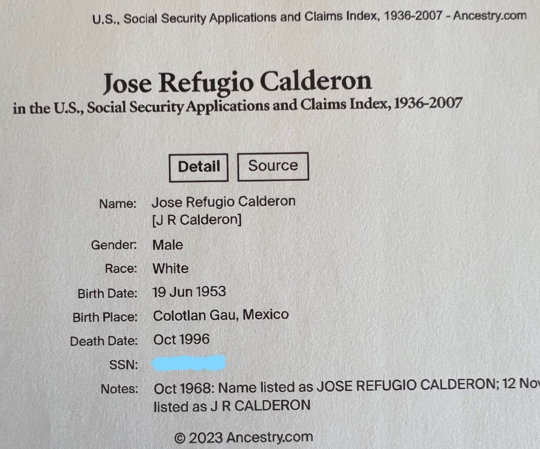 U.S., Social Security Applications and Claims Index, 1936-2007 - Ancestry.com
Jose Refugio Calderon
in the U.S., Social Security Applications and Claims Index, 1936-2007
Detail Source
Name: Jose Refugio Calderon
[J R Calderon]
Gender: Male
Race: White
Birth Date: 19 Jun 1953
Birth Place: Colotlan Gau, Mexico
Death Date: Oct 1996
SSN:
Notes: Oct 1968: Name listed as JOSE REFUGIO CALDERON; 12
listed as J R CALDERON
© 2023 Ancestry.com